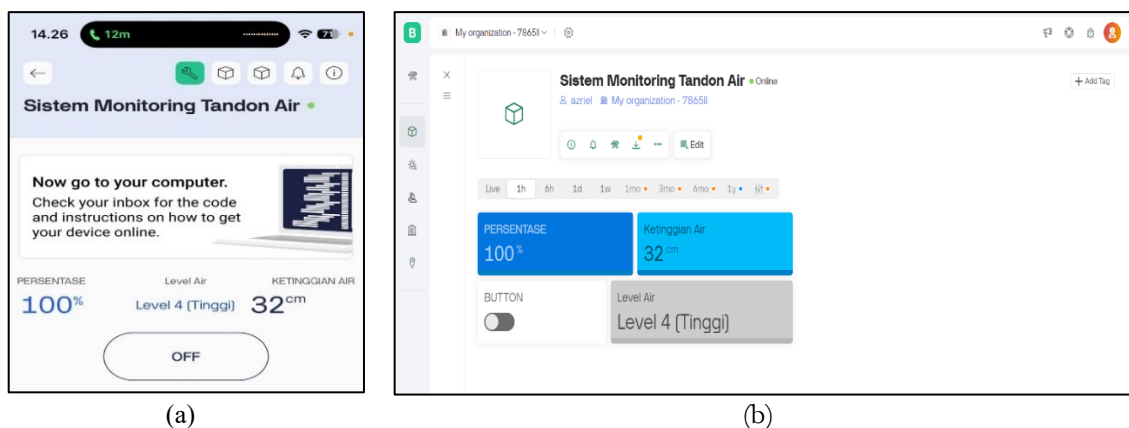 14.26 12m 71
Sistem Monitoring Tandon Air
Now go to your computer.
Check your inbox for the code
and instructions on how to get
your device online.
PERSENTASE Level Air KETINGGIAN AIR
100% Level 4 (Tinggi) 32cm
OFF
(a)
B My organization - 7865II
Sistem Monitoring Tandon Air • Online
azriel My organization - 7865II
+ Add Tag
Edit
Live 1h 6h 1d 1w 1mo • 3mo • 6mo • 1y •
PERSENTASE Ketinggian Air
100% 32 cm
BUTTON Level Air
Level 4 (Tinggi)
(b)